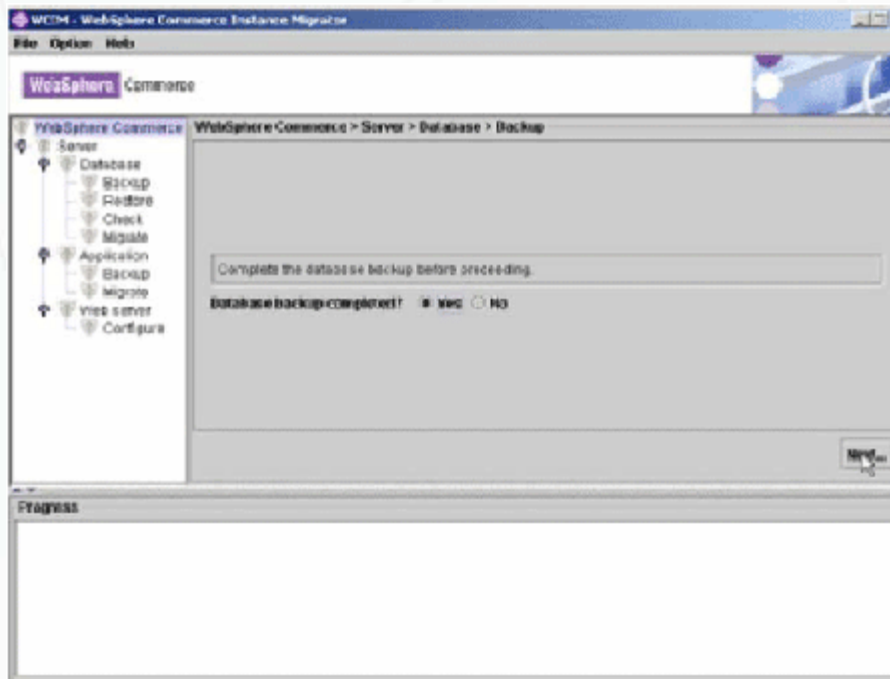 WCIM - WebSphere Commerce Instance Migrator
File Option Help
WebSphere Commerce
WebSphere Commerce
Server
Database
Backup
Restore
Check
Migrate
Application
Backup
Migrate
Web server
Configure
WebSphere Commerce > Server > Database > Backup
Complete the database backup before proceeding.
Database backup completed? Yes No
Next...
Progress